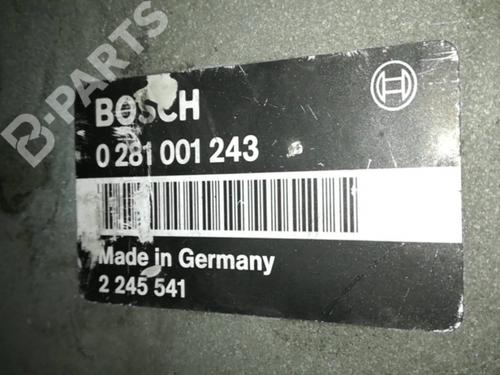 B-PARTS
BOSCH
0 281 001 243
Made in Germany
2 245 541